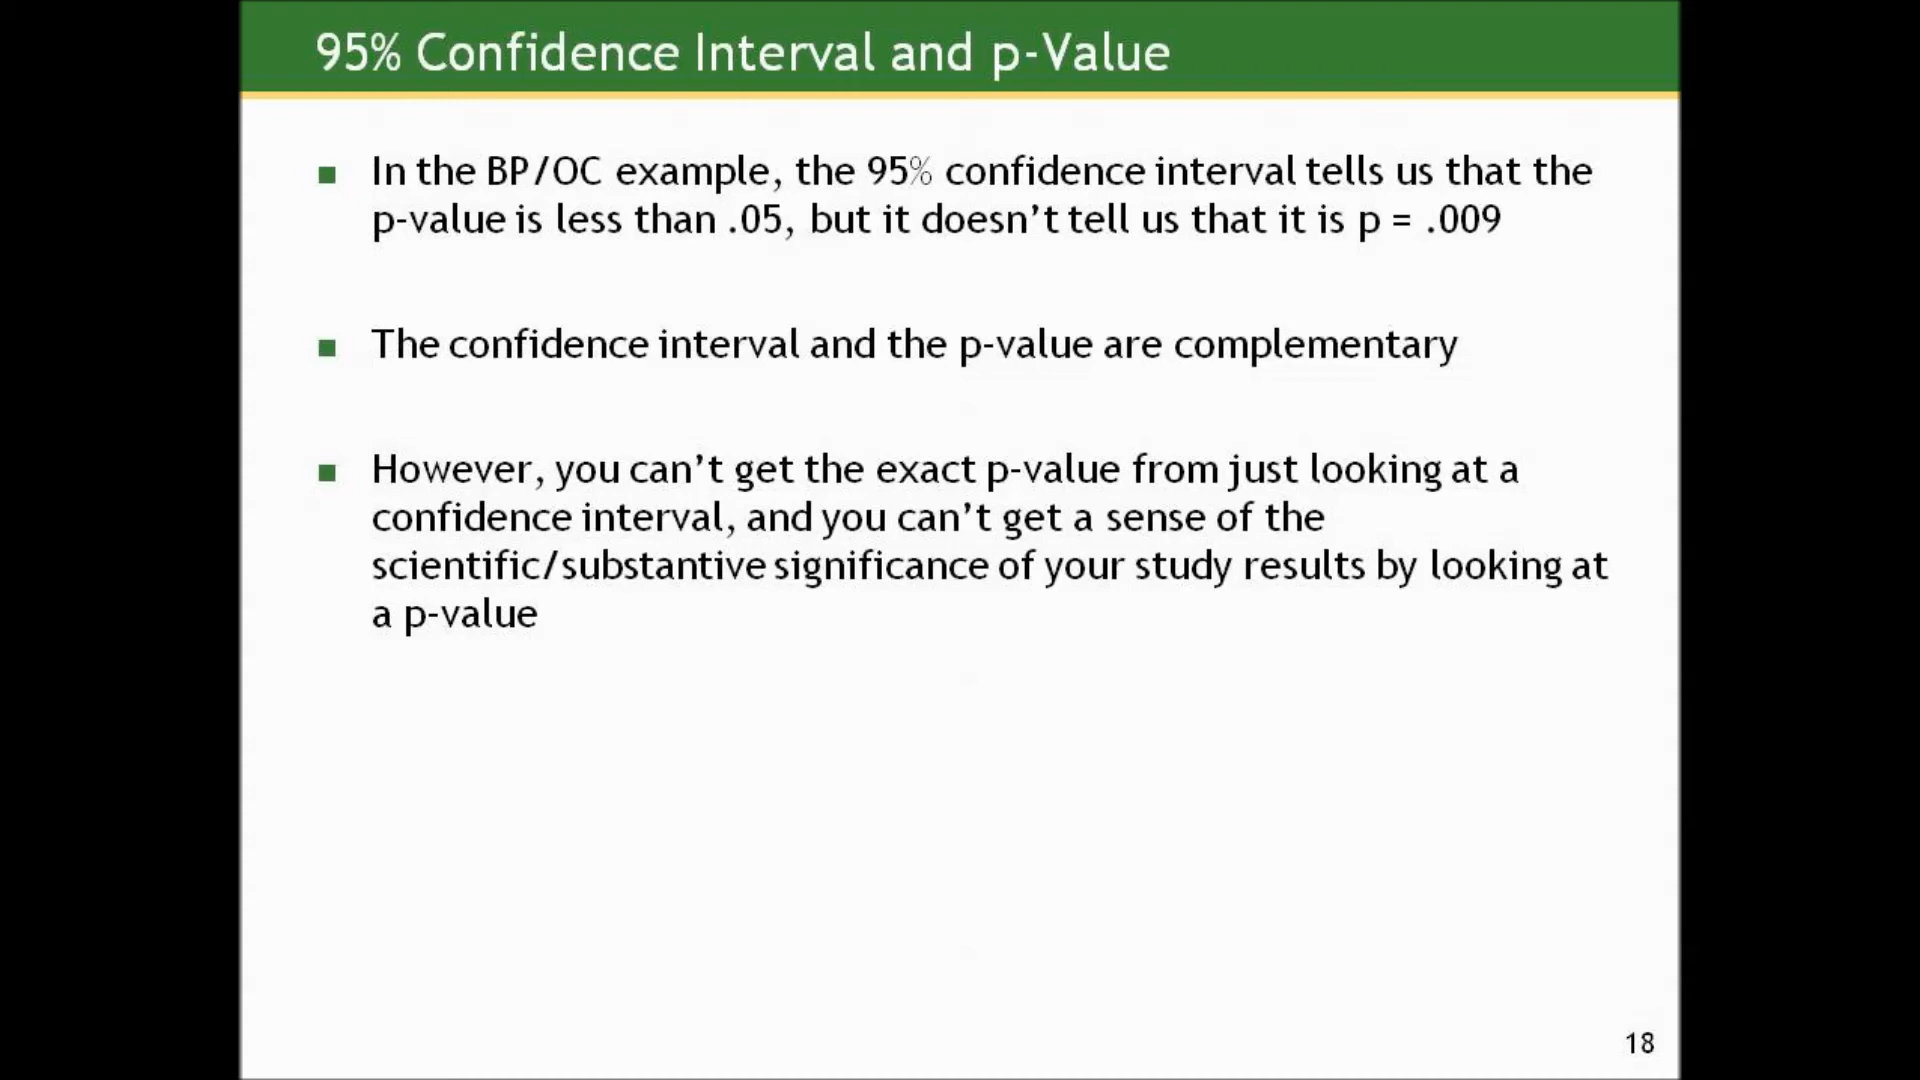 95% Confidence Interval and p-Value
In the BP/OC example, the 95% confidence interval tells us that the
p-value is less than .05, but it doesn't tell us that it is p = .009
The confidence interval and the p-value are complementary
However, you can't get the exact p-value from just looking at a
confidence interval, and you can't get a sense of the
scientific/substantive significance of your study results by looking at
a p-value
18